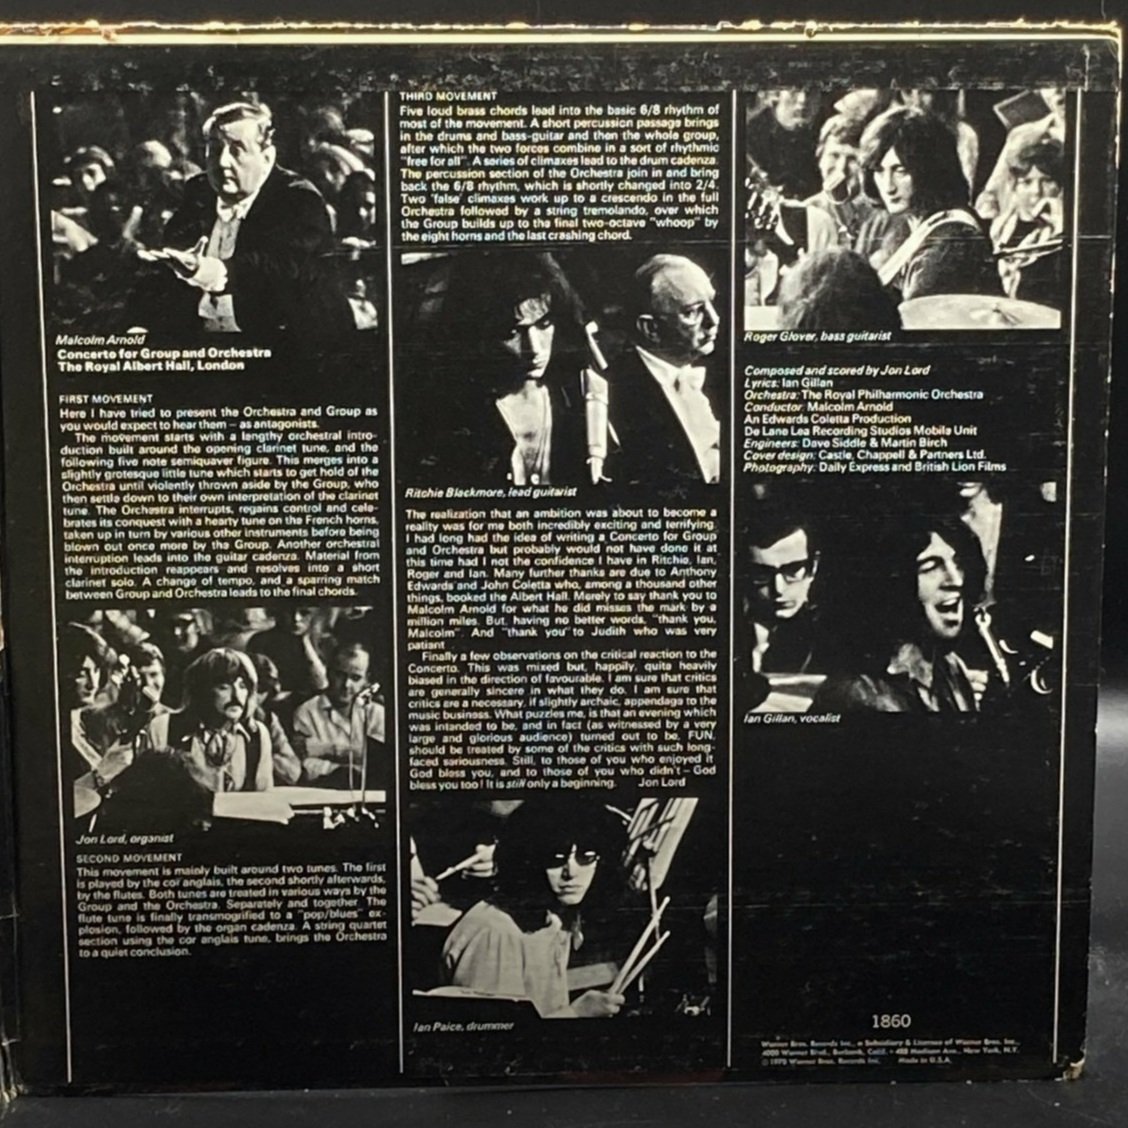 Malcolm Arnold
Concerto for Group and Orchestra
The Royal Albert Hall, London
FIRST MOVEMENT
Here I have tried to present the Orchestra and Group as
you would expect to hear them – as antagonists.
The movement starts with a lengthy orchestral intro-
duction built around the opening clarinet tune, and the
following five note semiquaver figure. This merges into a
slightly grotesque little tune which starts to get hold of the
Orchestra until violently thrown aside by the Group, who
then settle down to their own interpretation of the clarinet
tune. The Orchestra interrupts, regains control and cele-
brates its conquest with a hearty tune on the French horns,
taken up in turn by various other instruments before being
blown out once more by the Group. Another orchestral
interruption leads into the guitar cadenza. Material from
the introduction reappears and resolves into a short
clarinet solo. A change of tempo, and a sparring match
between Group and Orchestra leads to the final chords.
Jon Lord, organist
SECOND MOVEMENT
This movement is mainly built around two tunes. The first
is played by the cor anglais, the second shortly afterwards,
by the flutes. Both tunes are treated in various ways by the
Group and the Orchestra. Separately and together. The
flute tune is finally transmogrified to a "pop/blues" ex-
plosion, followed by the organ cadenza. A string quartet
section using the cor anglais tune, brings the Orchestra
to a quiet conclusion.
THIRD MOVEMENT
Five loud brass chords lead into the basic 6/8 rhythm of
most of the movement. A short percussion passage brings
in the drums and bass-guitar and then the whole group,
after which the two forces combine in a sort of rhythmic
"free for all". A series of climaxes lead to the drum cadenza.
The percussion section of the Orchestra join in and bring
back the 6/8 rhythm, which is shortly changed into 2/4.
Two 'false' climaxes work up to a crescendo in the full
Orchestra followed by a string tremolando, over which
the Group builds up to the final two-octave "whoop" by
the eight horns and the last crashing chord.
Ritchie Blackmore, lead guitarist
The realization that an ambition was about to become a
reality was for me both incredibly exciting and terrifying.
I had long had the idea of writing a Concerto for Group
and Orchestra but probably would not have done it at
this time had I not the confidence I have in Ritchie, Ian,
Roger and Ian. Many further thanks are due to Anthony
Edwards and John Coletta who, among a thousand other
things, booked the Albert Hall. Merely to say thank you to
Malcolm Arnold for what he did misses the mark by a
million miles. But, having no better words, "thank you,
Malcolm". And "thank you" to Judith who was very
patient
Finally a few observations on the critical reaction to the
Concerto. This was mixed but, happily, quite heavily
biased in the direction of favourable. I am sure that critics
are generally sincere in what they do. I am sure that
critics are a necessary, if slightly archaic, appendage to the
music business. What puzzles me, is that an evening which
was intended to be, and in fact (as witnessed by a very
large and glorious audience) turned out to be, FUN,
should be treated by some of the critics with such long-
faced seriousness. Still, to those of you who enjoyed it
God bless you, and to those of you who didn't – God
bless you too! It is still only a beginning. Jon Lord
Ian Paice, drummer
Roger Glover, bass guitarist
Composed and scored by Jon Lord
Lyrics: Ian Gillan
Orchestra: The Royal Philharmonic Orchestra
Conductor: Malcolm Arnold
An Edwards Coletta Production
De Lane Lea Recording Studios Mobile Unit
Engineers: Dave Siddle & Martin Birch
Cover design: Castle, Chappell & Partners Ltd.
Photography: Daily Express and British Lion Films
Ian Gillan, vocalist
1860
Warner Bros. Records Inc., a Subsidiary & Licensee of Warner Bros. Inc.,
4000 Warner Blvd., Burbank, Calif. • 488 Madison Ave., New York, N.Y.
© 1970 Warner Bros. Records Inc. Made in U.S.A.